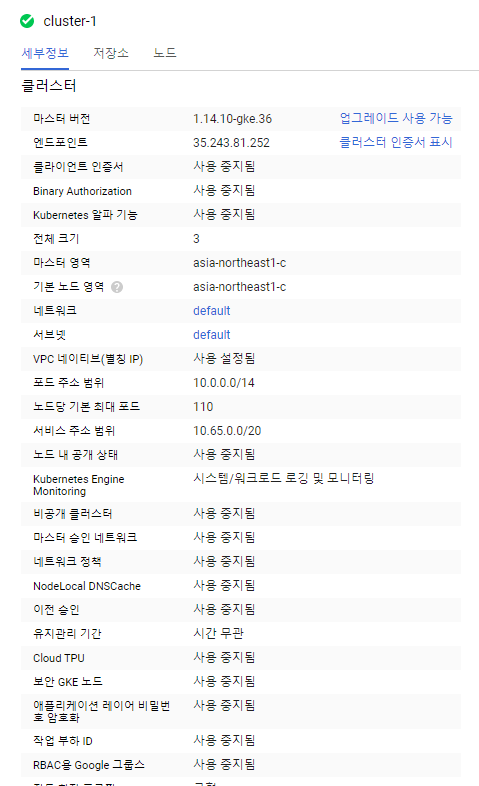 cluster-1
세부정보 저장소 노드
클러스터
마스터 버전 1.14.10-gke.36 업그레이드 사용 가능
엔드포인트 35.243.81.252 클러스터 인증서 표시
클라이언트 인증서 사용 중지됨
Binary Authorization 사용 중지됨
Kubernetes 알파 기능 사용 중지됨
전체 크기 3
마스터 영역 asia-northeast1-c
기본 노드 영역 ? asia-northeast1-c
네트워크 default
서브넷 default
VPC 네이티브(별칭 IP) 사용 설정됨
포드 주소 범위 10.0.0.0/14
노드당 기본 최대 포드 110
서비스 주소 범위 10.65.0.0/20
노드 내 공개 상태 사용 중지됨
Kubernetes Engine 시스템/워크로드 로깅 및 모니터링
Monitoring
비공개 클러스터 사용 중지됨
마스터 승인 네트워크 사용 중지됨
네트워크 정책 사용 중지됨
NodeLocal DNSCache 사용 중지됨
이전 승인 사용 중지됨
유지관리 기간 시간 무관
Cloud TPU 사용 중지됨
보안 GKE 노드 사용 중지됨
애플리케이션 레이어 비밀번 사용 중지됨
호 암호화
작업 부하 ID 사용 중지됨
RBAC용 Google 그룹스 사용 중지됨